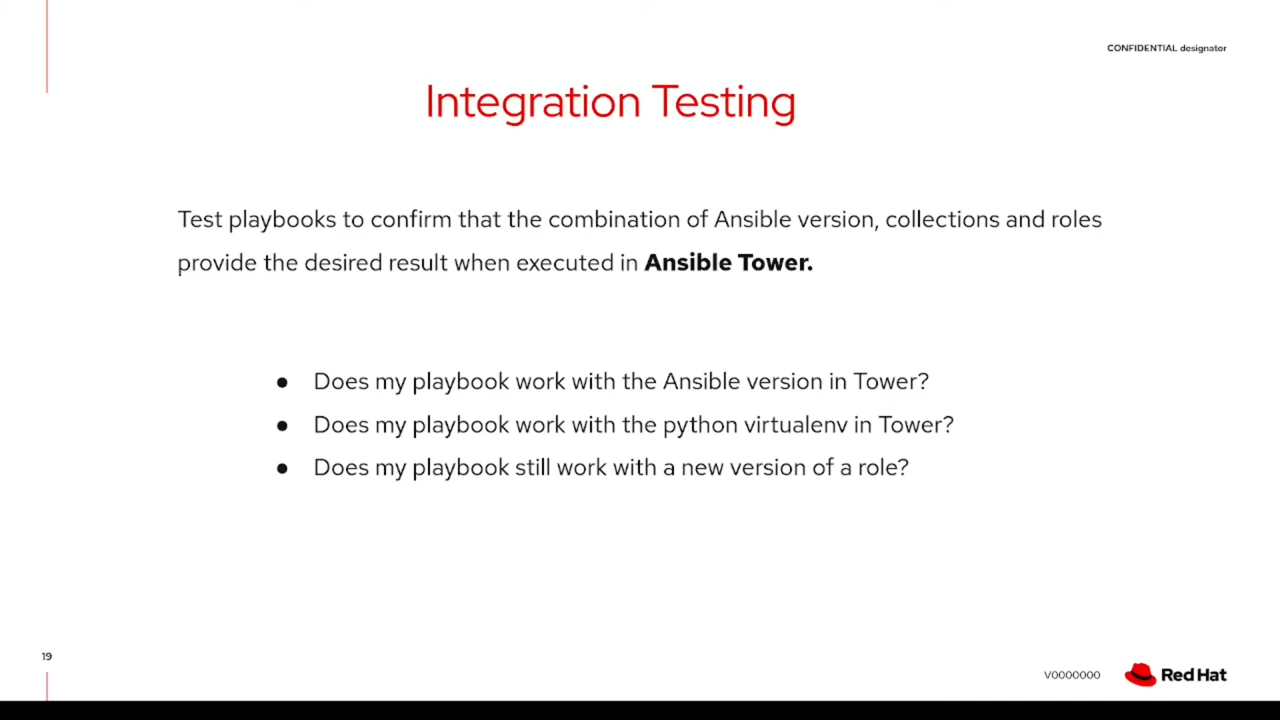 CONFIDENTIAL designator
Integration Testing
Test playbooks to confirm that the combination of Ansible version, collections and roles
provide the desired result when executed in Ansible Tower.
● Does my playbook work with the Ansible version in Tower?
● Does my playbook work with the python virtualenv in Tower?
● Does my playbook still work with a new version of a role?
19
V0000000
Red Hat